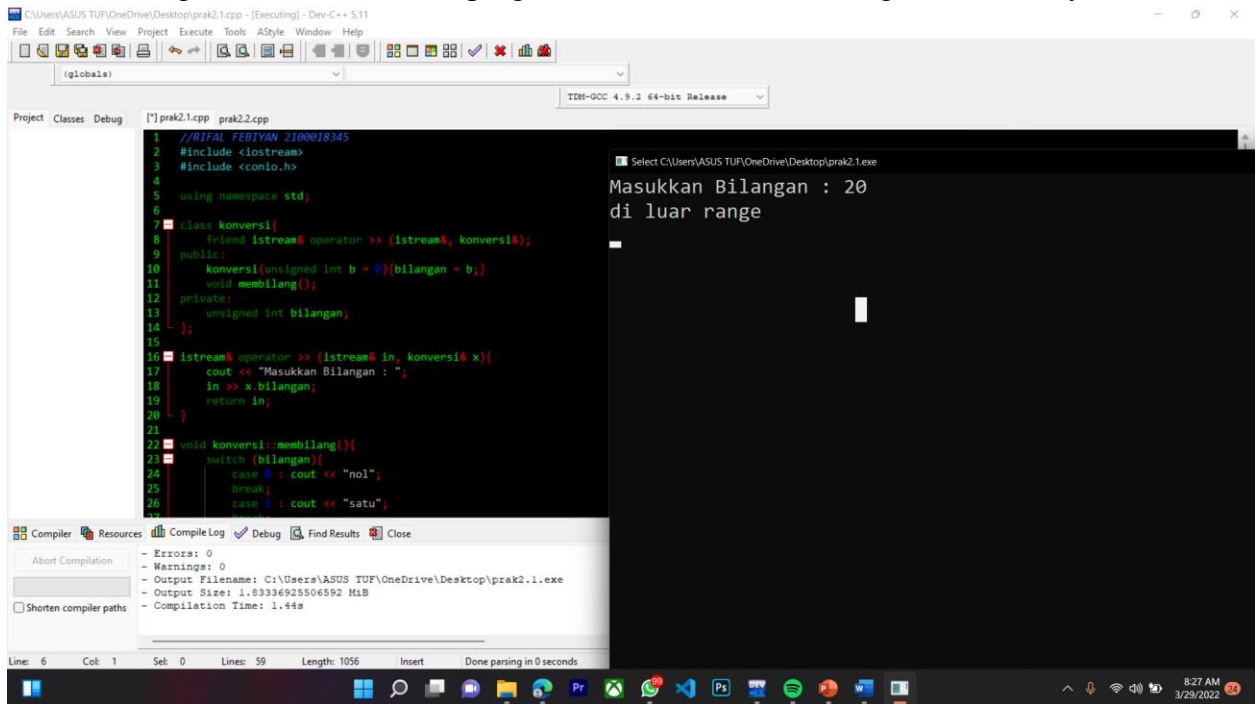 C:\Users\ASUS TUF\OneDrive\Desktop\prak2.1.cpp - [Executing] - Dev-C++ 5.11
File Edit Search View Project Execute Tools AStyle Window Help
(globals)
TDM-GCC 4.9.2 64-bit Release
Project Classes Debug [*] prak2.1.cpp prak2.2.cpp
1 //RIFAL FEBIYAN 2100018345
2 #include <iostream>
3 #include <conio.h>
4
5 using namespace std;
6
7 class konversi{
8 friend istream& operator >> (istream&, konversi&);
9 public:
10 konversi(unsigned int b = 0){bilangan = b;}
11 void membilang();
12 private:
13 unsigned int bilangan;
14 };
15
16 istream& operator >> (istream& in, konversi& x){
17 cout << "Masukkan Bilangan : ";
18 in >> x.bilangan;
19 return in;
20 }
21
22 void konversi::membilang(){
23 switch (bilangan){
24 case 0 : cout << "nol";
25 break;
26 case 1 : cout << "satu";
Select C:\Users\ASUS TUF\OneDrive\Desktop\prak2.1.exe
Masukkan Bilangan : 20
di luar range
Compiler Resources Compile Log Debug Find Results Close
Abort Compilation
Shorten compiler paths
- Errors: 0
- Warnings: 0
- Output Filename: C:\Users\ASUS TUF\OneDrive\Desktop\prak2.1.exe
- Output Size: 1.83336925506592 MiB
- Compilation Time: 1.44s
Line: 6 Col: 1 Sel: 0 Lines: 59 Length: 1056 Insert Done parsing in 0 seconds
Pr Ps DEV 99
8:27 AM
3/29/2022 24